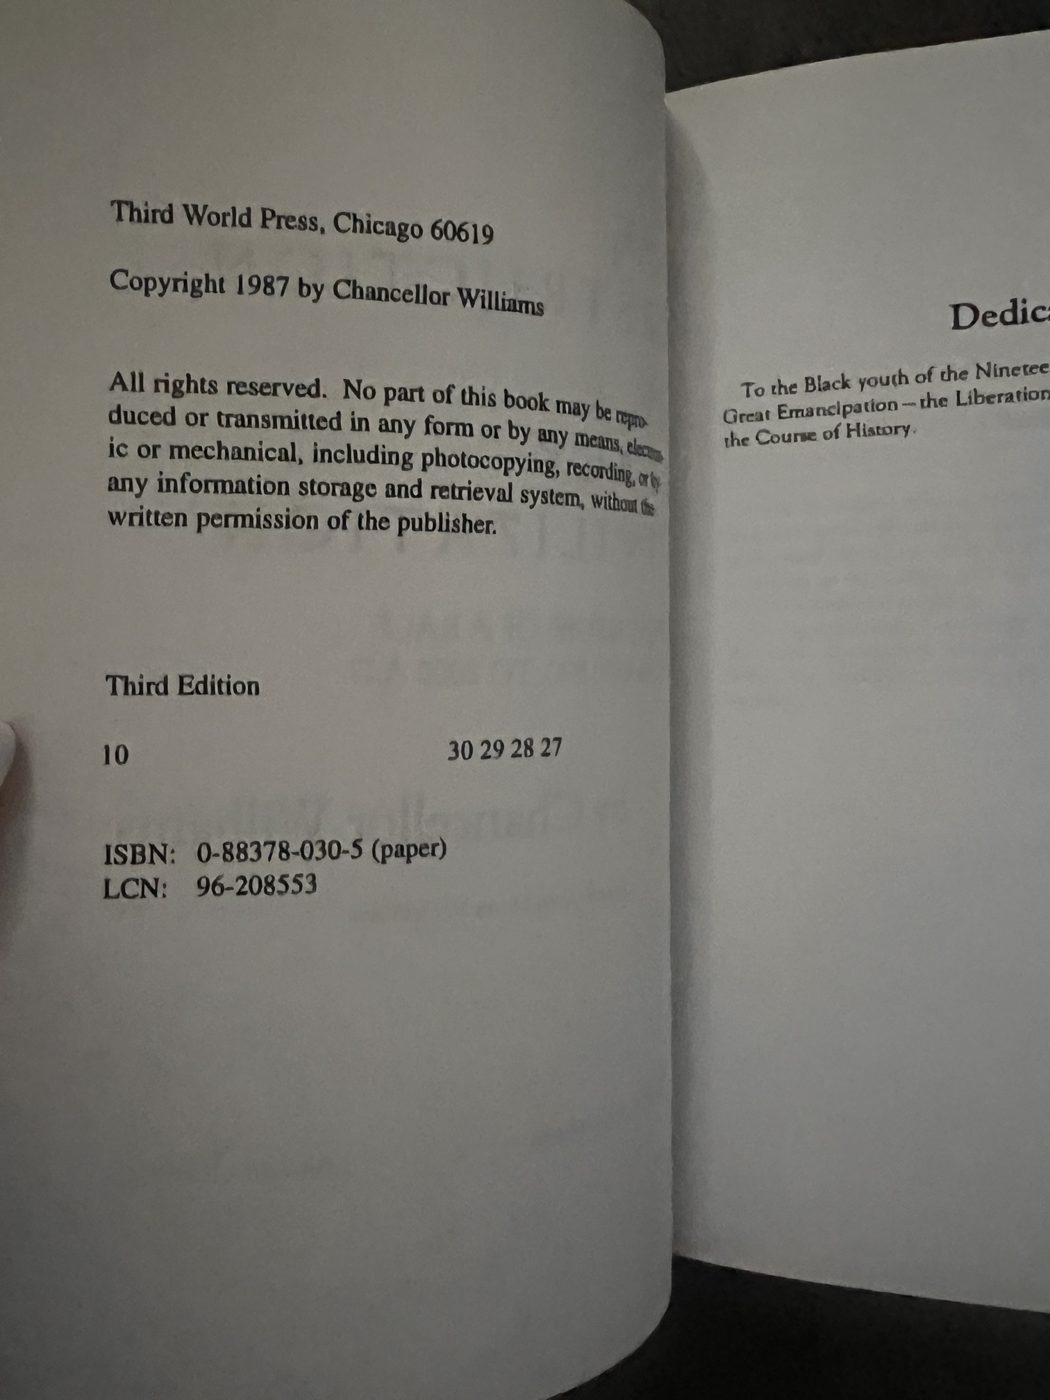 Third World Press, Chicago 60619
Copyright 1987 by Chancellor Williams
All rights reserved. No part of this book may be repro-
duced or transmitted in any form or by any means, electron-
ic or mechanical, including photocopying, recording, or by
any information storage and retrieval system, without the
written permission of the publisher.
Third Edition
10 30 29 28 27
ISBN: 0-88378-030-5 (paper)
LCN: 96-208553
Dedica
To the Black youth of the Ninetee
Great Emancipation — the Liberation
the Course of History.